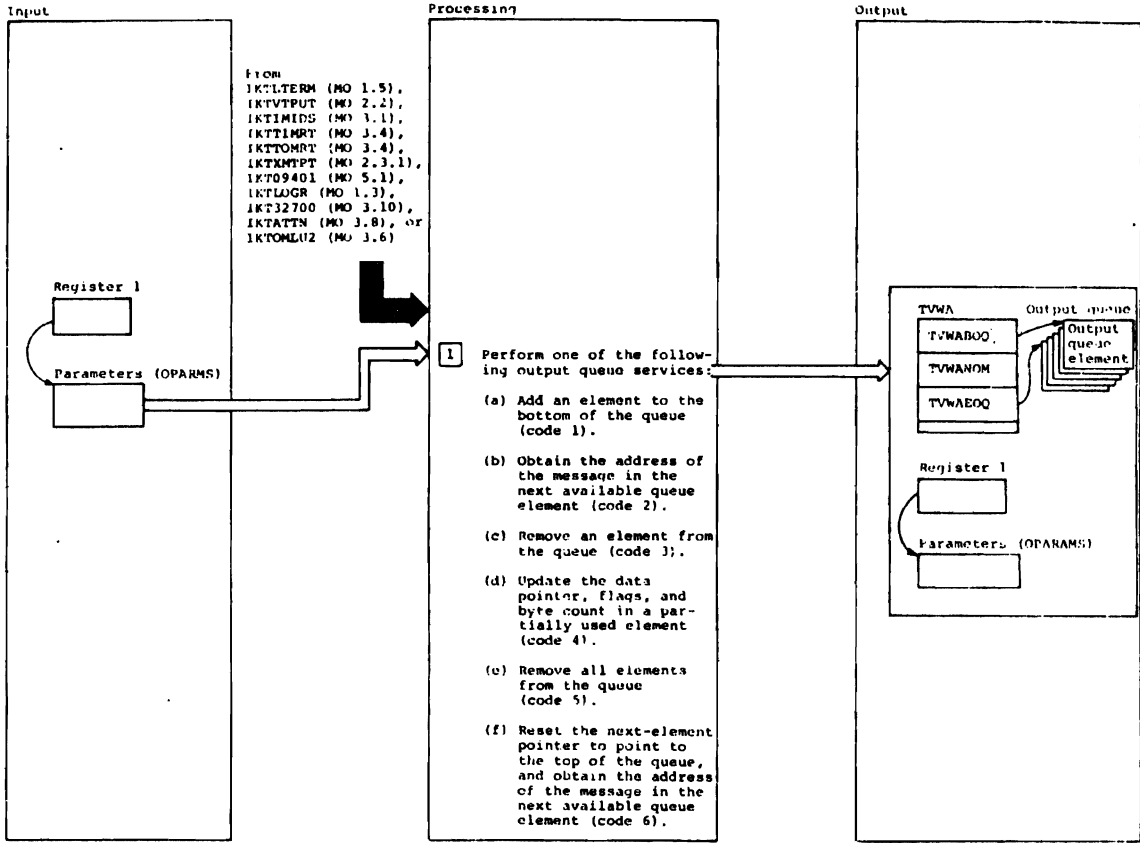 Input
Processing
Output
From
IKTLTERM (MO 1.5),
IKTVTPUT (MO 2.2),
IKTIMIDS (MO 3.1),
IKTTIMRT (MO 3.4),
IKTTOMRT (MO 3.4),
IKTXMTPT (MO 2.3.1),
IKT09401 (MO 5.1),
IKTLOGR (MO 1.3),
IKT32700 (MO 3.10),
IKTATTN (MO 3.8), or
IKTOMLU2 (MO 3.6)
Register 1
Parameters (OPARMS)
1
Perform one of the follow-
ing output queue services:
(a) Add an element to the
bottom of the queue
(code 1).
(b) Obtain the address of
the message in the
next available queue
element (code 2).
(c) Remove an element from
the queue (code 3).
(d) Update the data
pointer, flags, and
byte count in a par-
tially used element
(code 4).
(e) Remove all elements
from the queue
(code 5).
(f) Reset the next-element
pointer to point to
the top of the queue,
and obtain the address
of the message in the
next available queue
element (code 6).
TVWA
Output queue
TVWABOQ
TVWANOM
TVWAEOQ
Output
queue
element
Register 1
Parameters (OPARAMS)